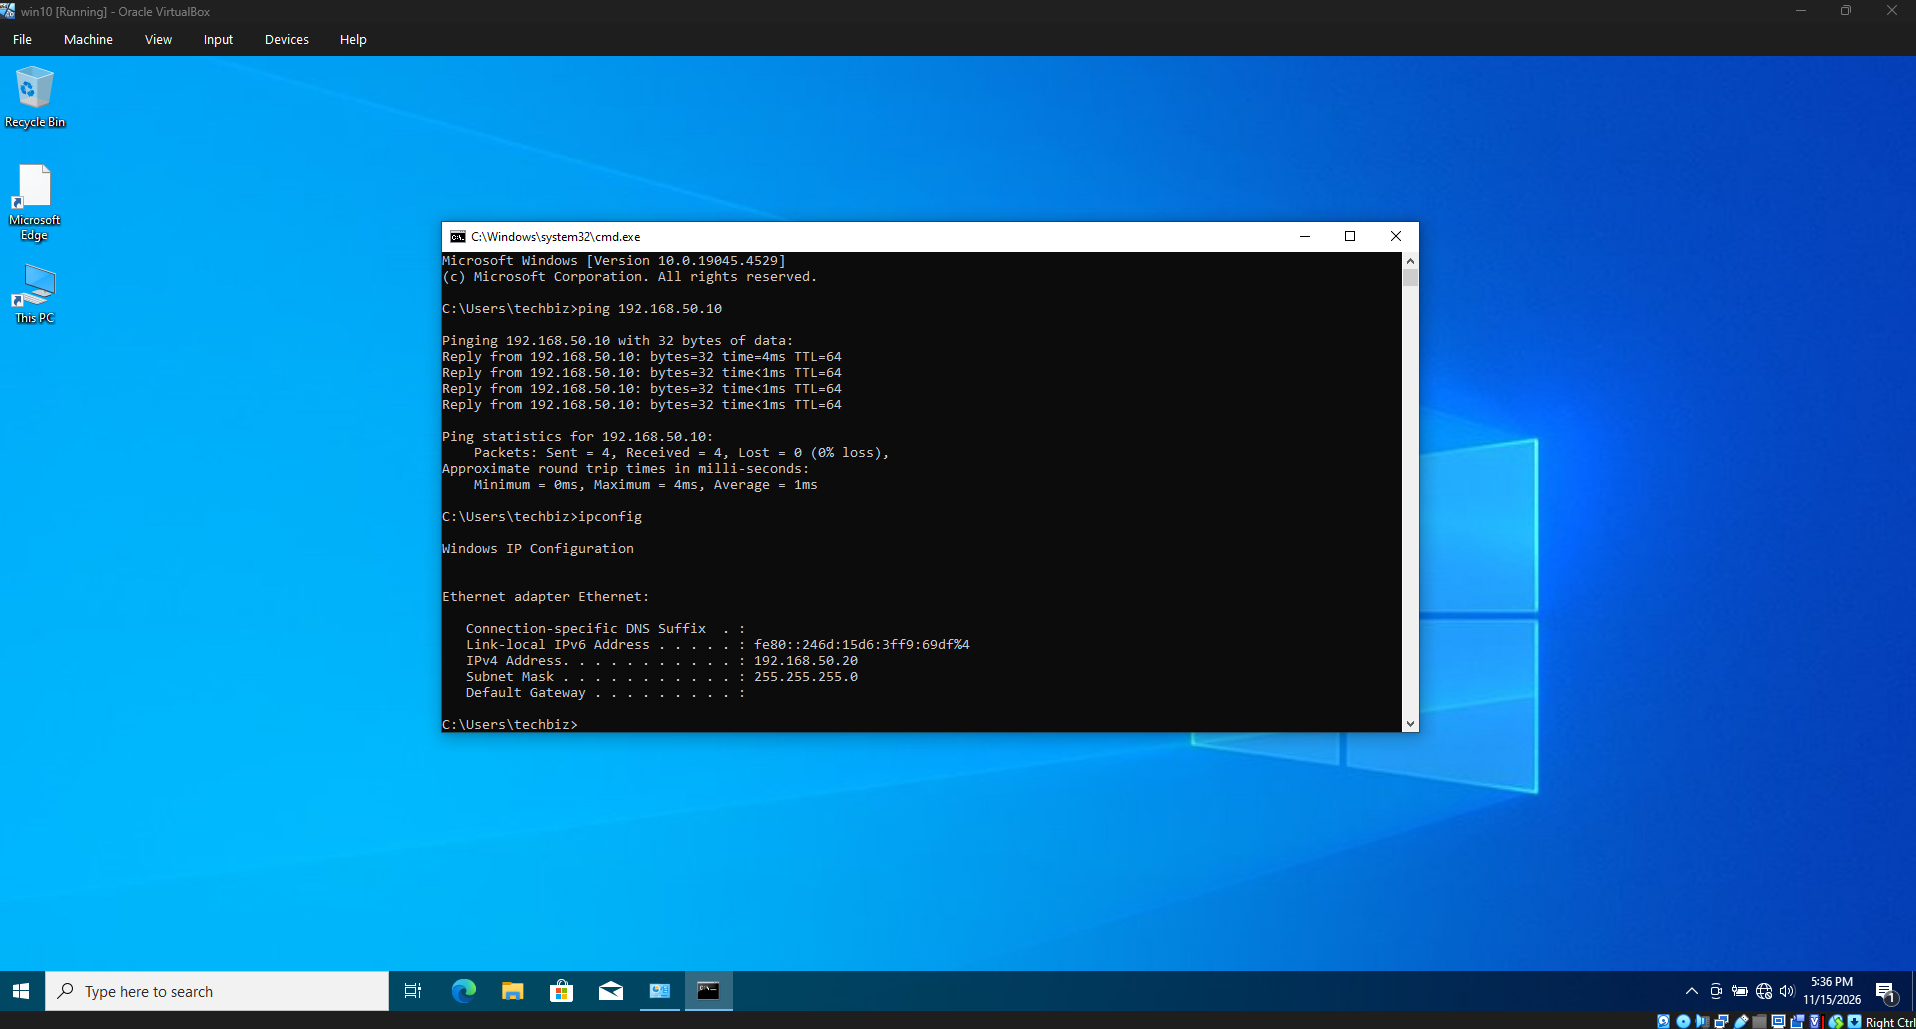 win10 [Running] - Oracle VirtualBox
File Machine View Input Devices Help
Recycle Bin
Microsoft
Edge
This PC
C:\Windows\system32\cmd.exe
Microsoft Windows [Version 10.0.19045.4529]
(c) Microsoft Corporation. All rights reserved.
C:\Users\techbiz>ping 192.168.50.10
Pinging 192.168.50.10 with 32 bytes of data:
Reply from 192.168.50.10: bytes=32 time=4ms TTL=64
Reply from 192.168.50.10: bytes=32 time<1ms TTL=64
Reply from 192.168.50.10: bytes=32 time<1ms TTL=64
Reply from 192.168.50.10: bytes=32 time<1ms TTL=64
Ping statistics for 192.168.50.10:
    Packets: Sent = 4, Received = 4, Lost = 0 (0% loss),
Approximate round trip times in milli-seconds:
    Minimum = 0ms, Maximum = 4ms, Average = 1ms
C:\Users\techbiz>ipconfig
Windows IP Configuration
Ethernet adapter Ethernet:
   Connection-specific DNS Suffix  . :
   Link-local IPv6 Address . . . . . : fe80::246d:15d6:3ff9:69df%4
   IPv4 Address. . . . . . . . . . . : 192.168.50.20
   Subnet Mask . . . . . . . . . . . : 255.255.255.0
   Default Gateway . . . . . . . . . :
C:\Users\techbiz>
Type here to search
5:36 PM
11/15/2026
1
Right Ctrl